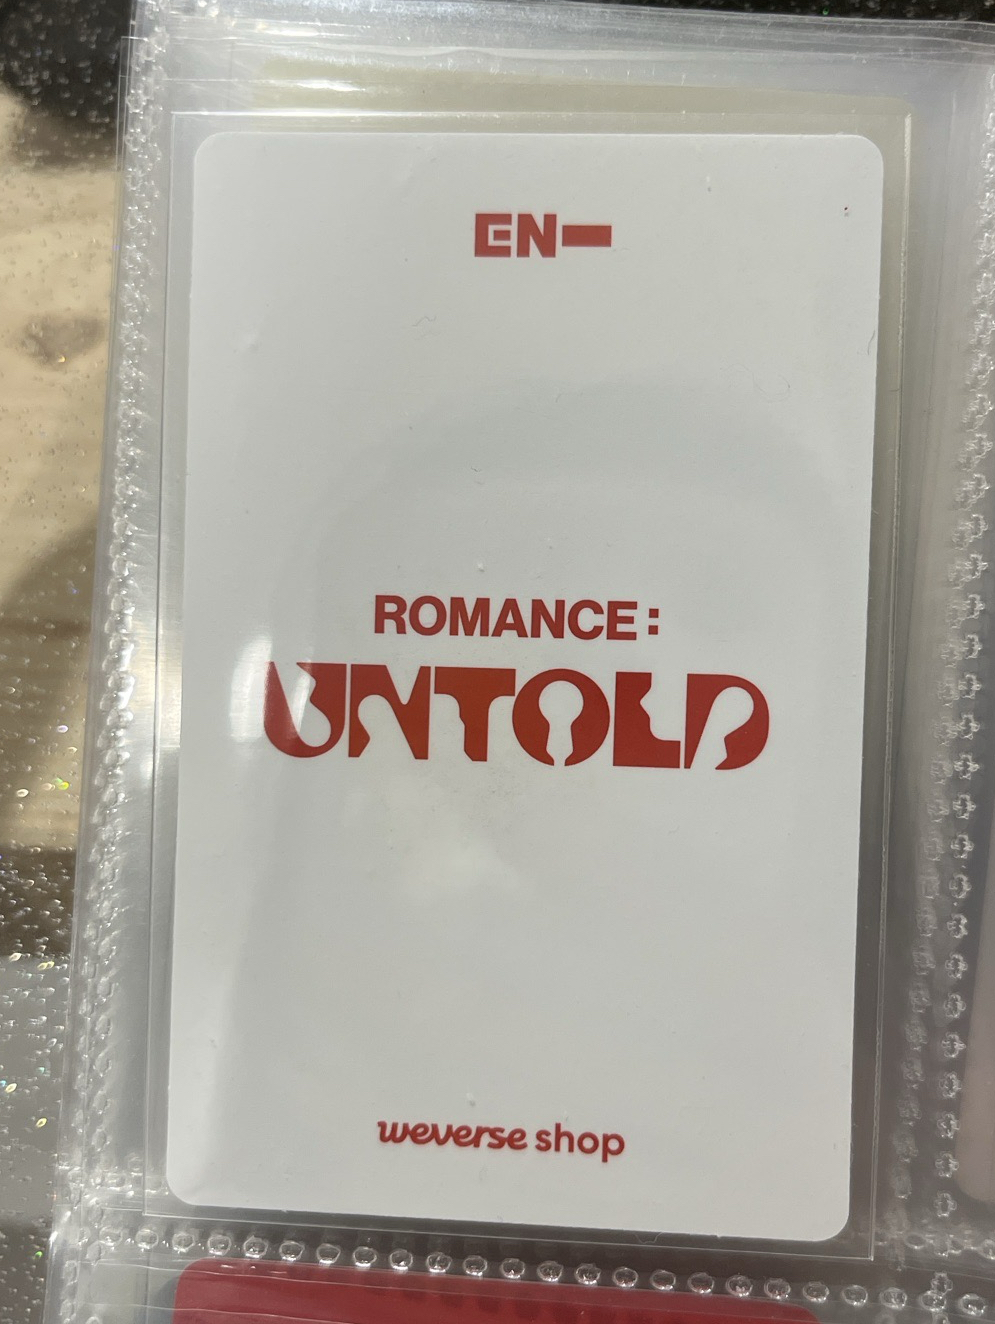 EN-
ROMANCE:
UNTOLD
weverse shop